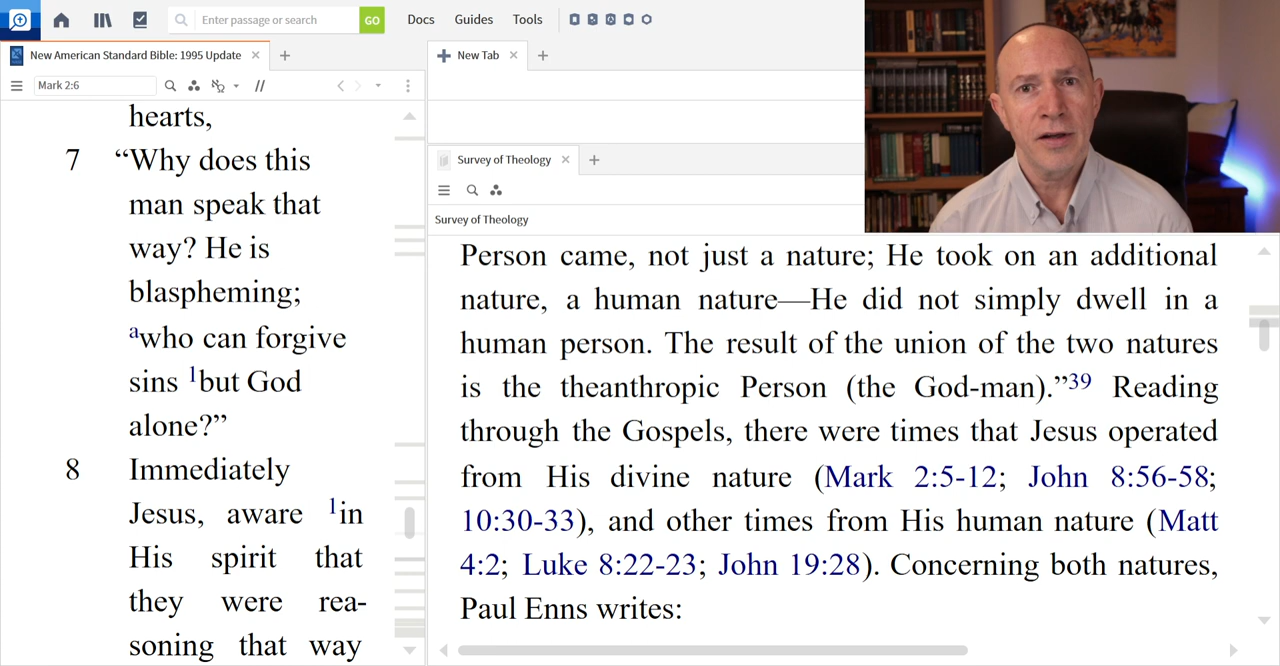 Enter passage or search
GO
Docs
Guides
Tools
New American Standard Bible: 1995 Update
New Tab
Mark 2:6
hearts,
7 “Why does this
man speak that
way? He is
blaspheming;
awho can forgive
sins 1but God
alone?”
8 Immediately
Jesus, aware 1in
His spirit that
they were rea-
soning that way
Survey of Theology
Survey of Theology
Person came, not just a nature; He took on an additional
nature, a human nature—He did not simply dwell in a
human person. The result of the union of the two natures
is the theanthropic Person (the God-man).”39 Reading
through the Gospels, there were times that Jesus operated
from His divine nature (Mark 2:5-12; John 8:56-58;
10:30-33), and other times from His human nature (Matt
4:2; Luke 8:22-23; John 19:28). Concerning both natures,
Paul Enns writes: